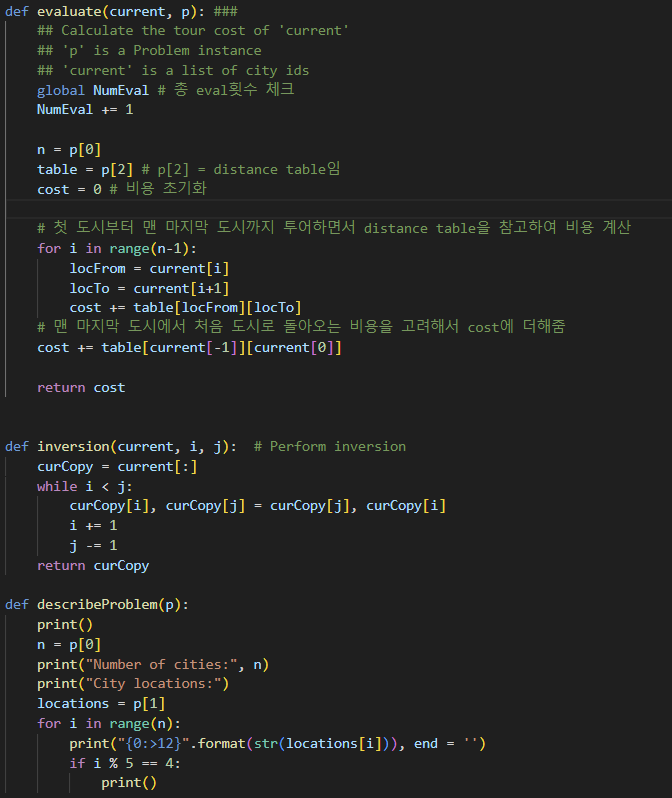 def evaluate(current, p): ###
    ## Calculate the tour cost of 'current'
    ## 'p' is a Problem instance
    ## 'current' is a list of city ids
    global NumEval # 총 eval횟수 체크
    NumEval += 1

    n = p[0]
    table = p[2] # p[2] = distance table임
    cost = 0 # 비용 초기화

    # 첫 도시부터 맨 마지막 도시까지 투어하면서 distance table을 참고하여 비용 계산
    for i in range(n-1):
        locFrom = current[i]
        locTo = current[i+1]
        cost += table[locFrom][locTo]
    # 맨 마지막 도시에서 처음 도시로 돌아오는 비용을 고려해서 cost에 더해줌
    cost += table[current[-1]][current[0]]

    return cost


def inversion(current, i, j):  # Perform inversion
    curCopy = current[:]
    while i < j:
        curCopy[i], curCopy[j] = curCopy[j], curCopy[i]
        i += 1
        j -= 1
    return curCopy

def describeProblem(p):
    print()
    n = p[0]
    print("Number of cities:", n)
    print("City locations:")
    locations = p[1]
    for i in range(n):
        print("{0:>12}".format(str(locations[i])), end = '')
        if i % 5 == 4:
            print()